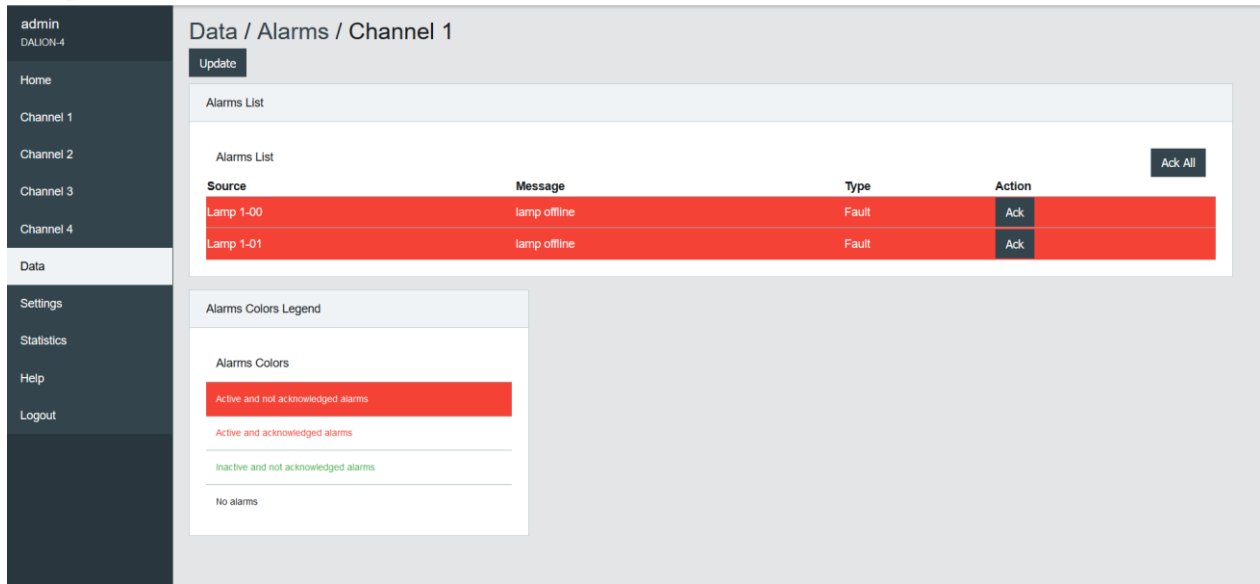 admin
DALION-4
Home
Channel 1
Channel 2
Channel 3
Channel 4
Data
Settings
Statistics
Help
Logout
Data / Alarms / Channel 1
Update
Alarms List
Alarms List
Ack All
Source Message Type Action
Lamp 1-00 lamp offline Fault Ack
Lamp 1-01 lamp offline Fault Ack
Alarms Colors Legend
Alarms Colors
Active and not acknowledged alarms
Active and acknowledged alarms
Inactive and not acknowledged alarms
No alarms